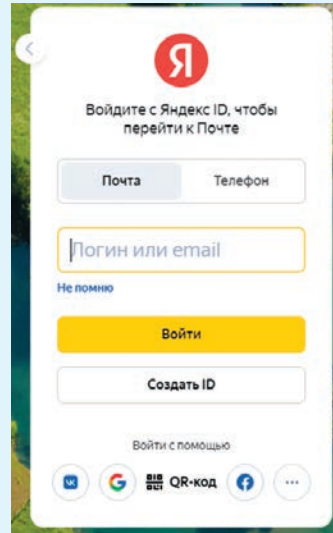 Я
Войдите с Яндекс ID, чтобы
перейти к Почте
Почта Телефон
Логин или email
Не помню
Войти
Создать ID
Войти с помощью
QR-код